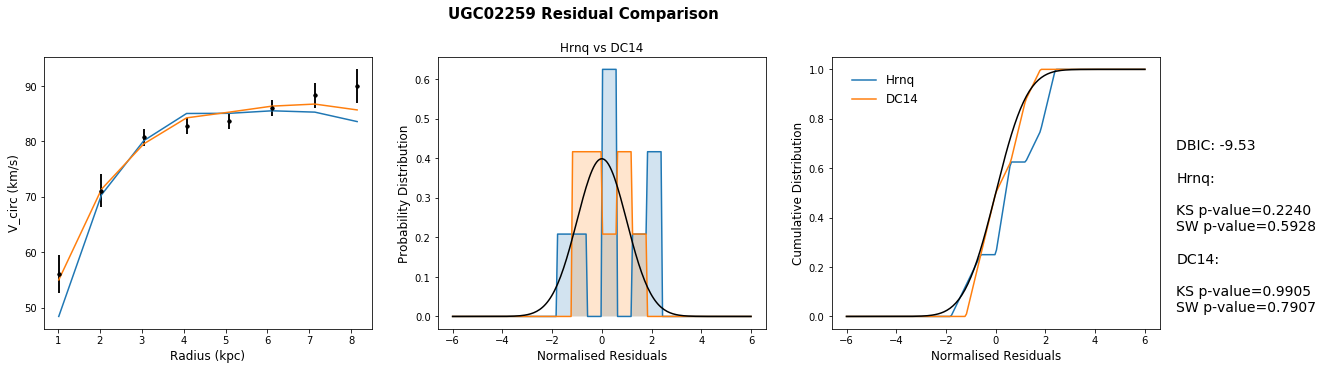 UGC02259 Residual Comparison
V_circ (km/s)
90
80
70
60
50
1 2 3 4 5 6 7 8
Radius (kpc)
Hrnq vs DC14
Probability Distribution
0.6
0.5
0.4
0.3
0.2
0.1
0.0
−6 −4 −2 0 2 4 6
Normalised Residuals
Cumulative Distribution
1.0
0.8
0.6
0.4
0.2
0.0
Hrnq
DC14
−6 −4 −2 0 2 4 6
Normalised Residuals
DBIC: -9.53
Hrnq:
KS p-value=0.2240
SW p-value=0.5928
DC14:
KS p-value=0.9905
SW p-value=0.7907